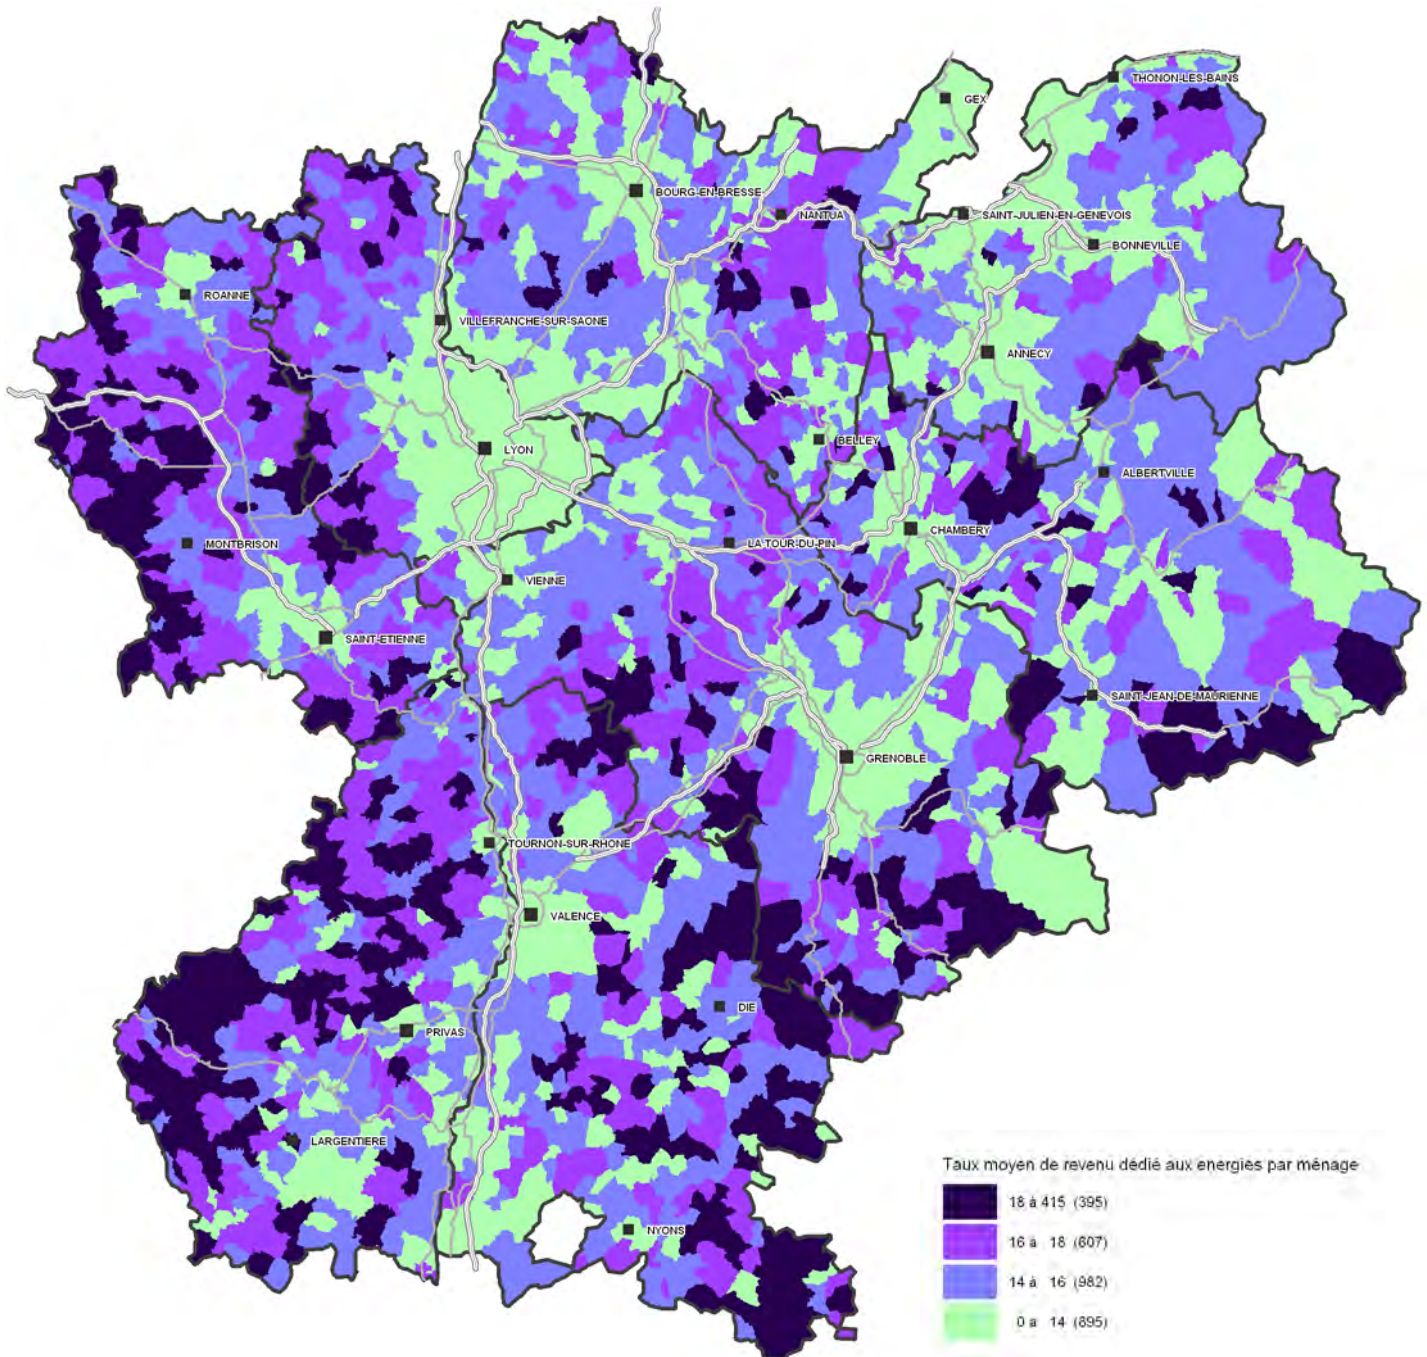 THONON-LES-BAINS
GEX
BOURG-EN-BRESSE
NANTUA
SAINT-JULIEN-EN-GENEVOIS
BONNEVILLE
ROANNE
VILLEFRANCHE-SUR-SAONE
ANNECY
BELLEY
LYON
ALBERTVILLE
CHAMBERY
MONTBRISON
LA-TOUR-DU-PIN
VIENNE
SAINT-ETIENNE
SAINT-JEAN-DE-MAURIENNE
GRENOBLE
TOURNON-SUR-RHONE
VALENCE
DIE
PRIVAS
LARGENTIERE
NYONS
Taux moyen de revenu dédié aux energies par ménage
18 à 415 (395)
16 à 18 (607)
14 à 16 (982)
0 à 14 (895)